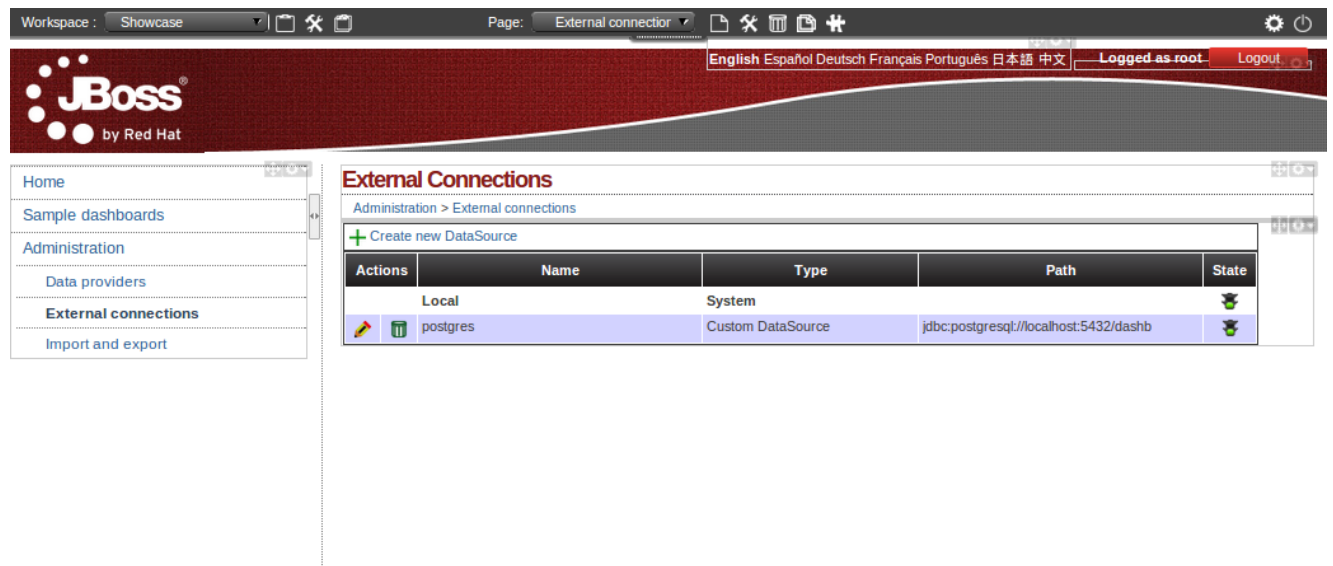 Workspace : Showcase Page: External connectior
English Español Deutsch Français Português 日本語 中文 Logged as root Logout
JBoss®
by Red Hat
Home
Sample dashboards
Administration
Data providers
External connections
Import and export
External Connections
Administration > External connections
Create new DataSource
Actions Name Type Path State
Local System
postgres Custom DataSource jdbc:postgresql://localhost:5432/dashb